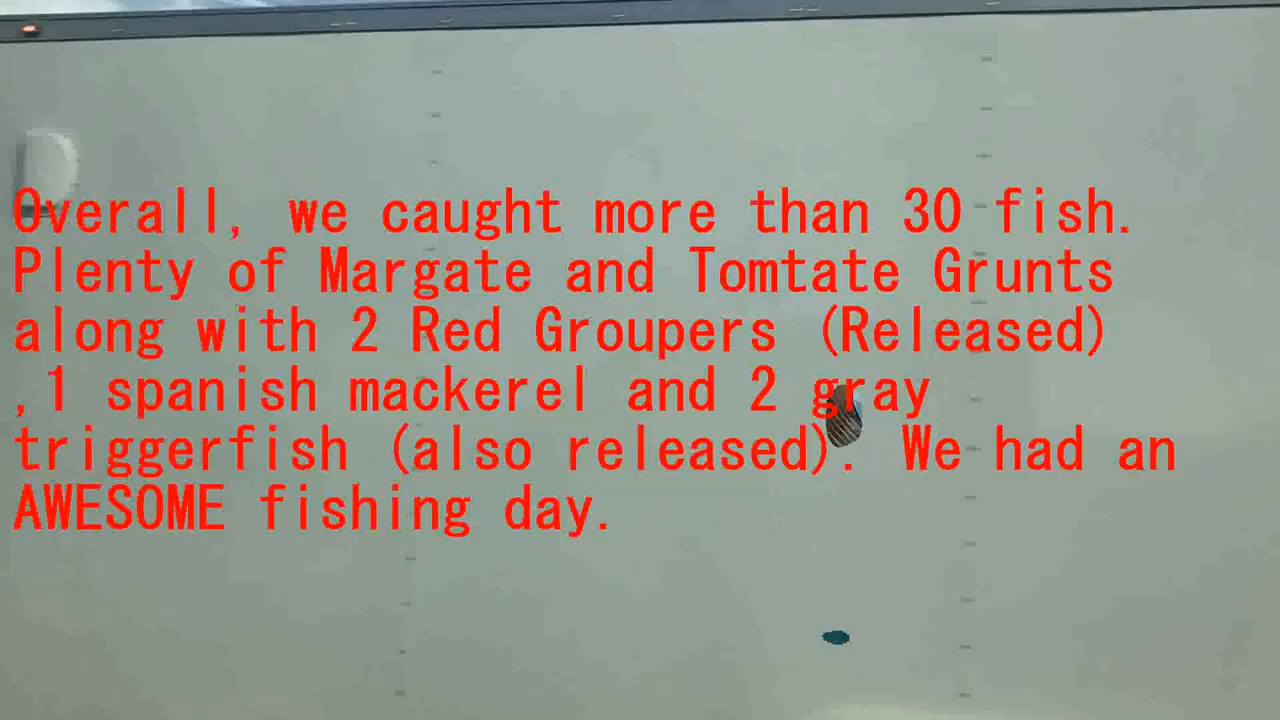 Overall, we caught more than 30 fish.
Plenty of Margate and Tomtate Grunts
along with 2 Red Groupers (Released)
,1 spanish mackerel and 2 gray
triggerfish (also released). We had an
AWESOME fishing day.